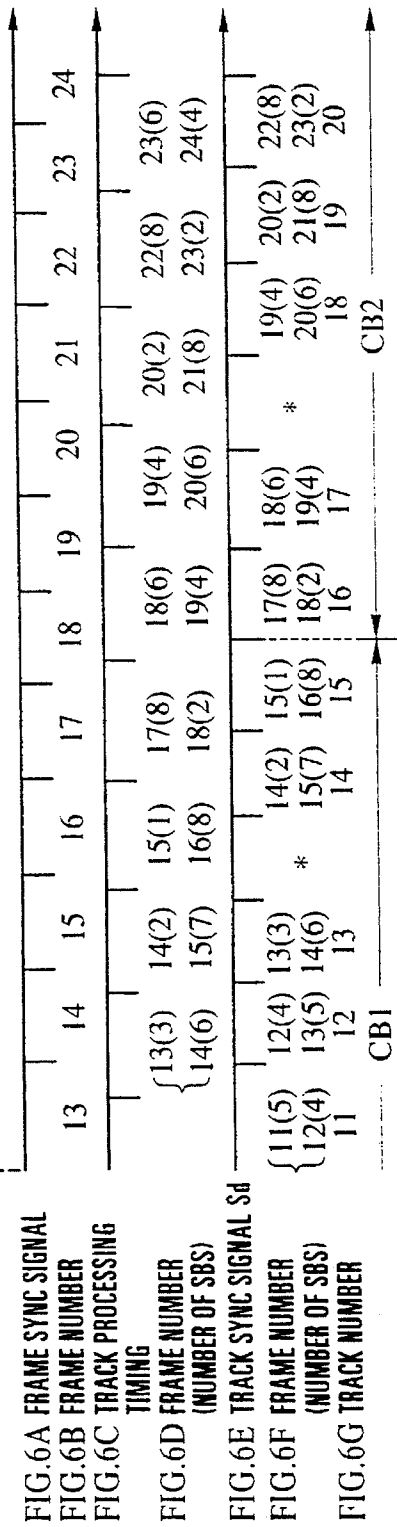 FIG.6A FRAME SYNC SIGNAL
FIG.6B FRAME NUMBER 13 14 15 16 17 18 19 20 21 22 23 24
FIG.6C TRACK PROCESSING
TIMING
FIG.6D FRAME NUMBER {13(3) 14(2) 15(1) 17(8) 18(6) 19(4) 20(2) 22(8) 23(6)
(NUMBER OF SBS) 14(6) 15(7) 16(8) 18(2) 19(4) 20(6) 21(8) 23(2) 24(4)
FIG.6E TRACK SYNC SIGNAL Sd
FIG.6F FRAME NUMBER {11(5) 12(4) 13(3) * 14(2) 15(1) 17(8) 18(6) * 19(4) 20(2) 22(8)
(NUMBER OF SBS) 12(4) 13(5) 14(6) 15(7) 16(8) 18(2) 19(4) 20(6) 21(8) 23(2)
FIG.6G TRACK NUMBER 11 12 13 14 15 16 17 18 19 20
CB1 CB2